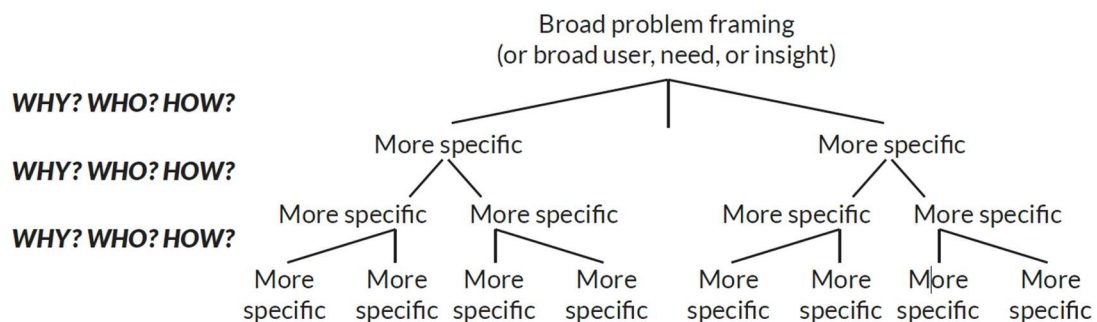 Broad problem framing
(or broad user, need, or insight)
WHY? WHO? HOW?
More specific
More specific
WHY? WHO? HOW?
More specific
More specific
More specific
More specific
WHY? WHO? HOW?
More
specific
More
specific
More
specific
More
specific
More
specific
More
specific
More
specific
More
specific